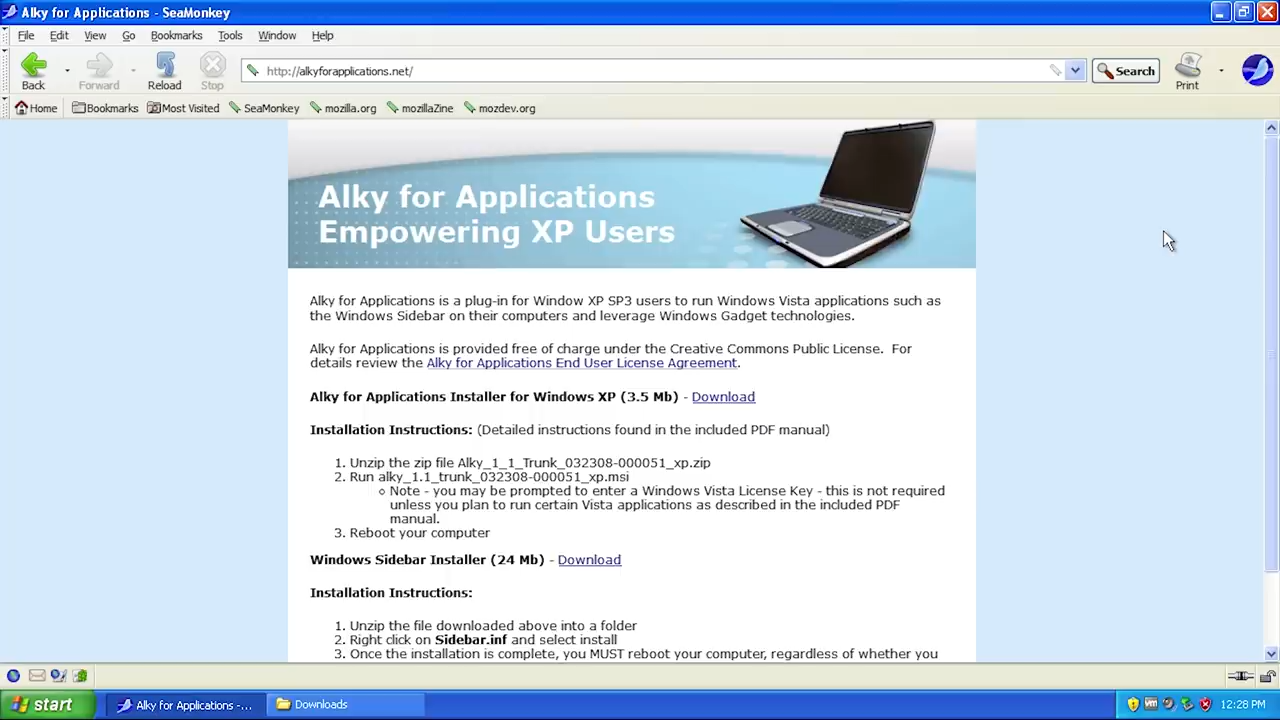 Alky for Applications - SeaMonkey
File Edit View Go Bookmarks Tools Window Help
Back Forward Reload Stop http://alkyforapplications.net/ Search Print
Home Bookmarks Most Visited SeaMonkey mozilla.org mozillaZine mozdev.org
Alky for Applications
Empowering XP Users
Alky for Applications is a plug-in for Window XP SP3 users to run Windows Vista applications such as
the Windows Sidebar on their computers and leverage Windows Gadget technologies.
Alky for Applications is provided free of charge under the Creative Commons Public License. For
details review the Alky for Applications End User License Agreement.
Alky for Applications Installer for Windows XP (3.5 Mb) - Download
Installation Instructions: (Detailed instructions found in the included PDF manual)
1. Unzip the zip file Alky_1_1_Trunk_032308-000051_xp.zip
2. Run alky_1.1_trunk_032308-000051_xp.msi
Note - you may be prompted to enter a Windows Vista License Key - this is not required
unless you plan to run certain Vista applications as described in the included PDF
manual.
3. Reboot your computer
Windows Sidebar Installer (24 Mb) - Download
Installation Instructions:
1. Unzip the file downloaded above into a folder
2. Right click on Sidebar.inf and select install
3. Once the installation is complete, you MUST reboot your computer, regardless of whether you
start Alky for Applications -... Downloads 12:28 PM